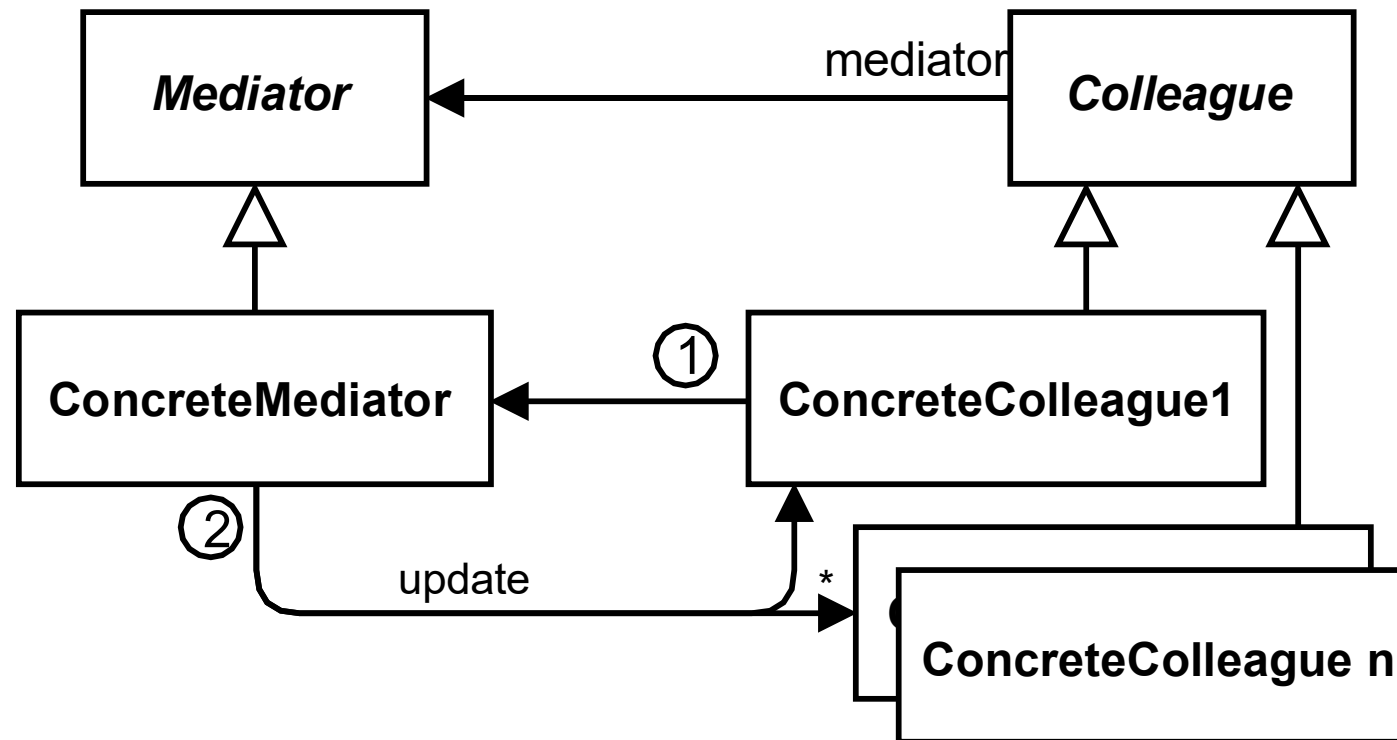 mediator
Mediator
Colleague
1
ConcreteMediator
ConcreteColleague1
2
update
*
ConcreteColleague n